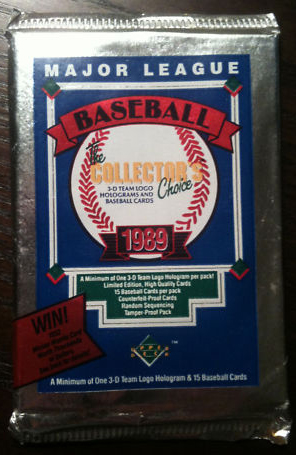 MAJOR LEAGUE
BASEBALL
The
COLLECTOR'S
Choice
3-D TEAM LOGO
HOLOGRAMS AND
BASEBALL CARDS
1989
A Minimum of One 3-D Team Logo Hologram per pack!
Limited Edition, High Quality Cards
15 Baseball Cards per pack
Counterfeit-Proof Cards
Random Sequencing
Tamper-Proof Pack
WIN!
TM
A Minimum of One 3-D Team Logo Hologram & 15 Baseball Cards